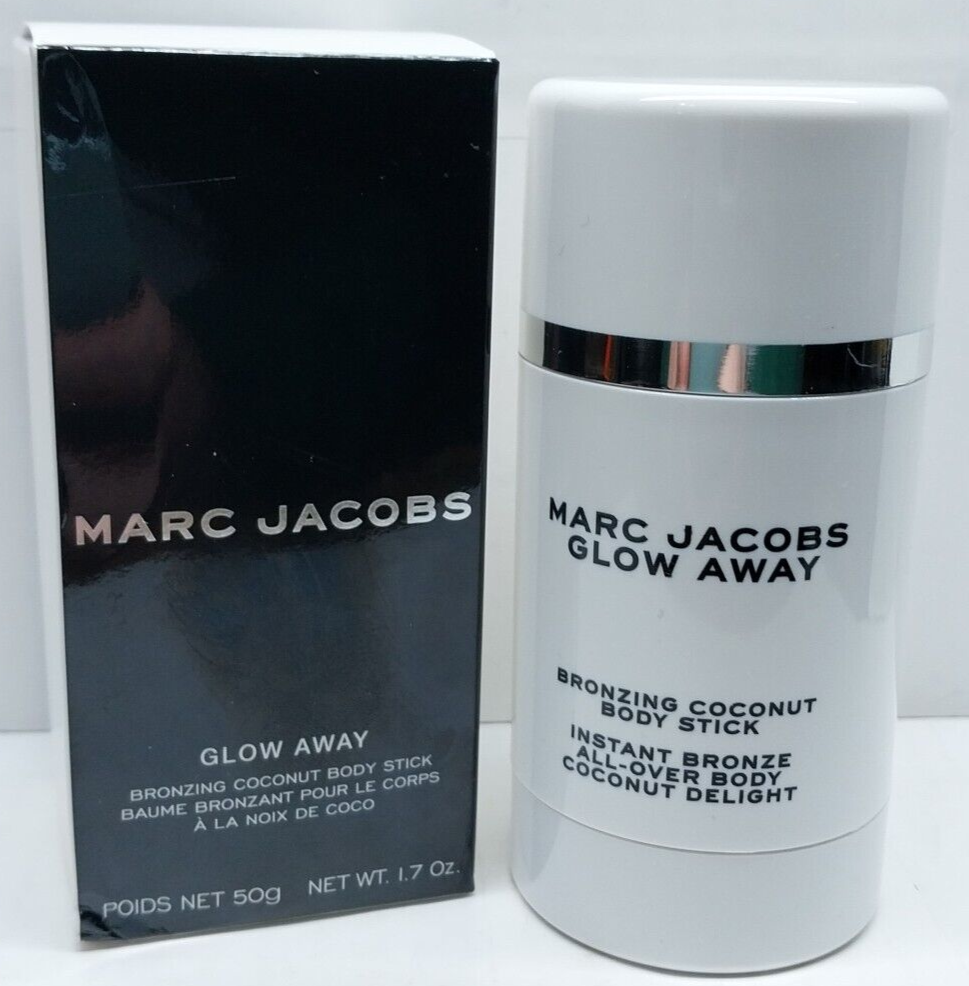 MARC JACOBS
GLOW AWAY
BRONZING COCONUT BODY STICK
BAUME BRONZANT POUR LE CORPS
À LA NOIX DE COCO
POIDS NET 50g NET WT. 1.7 Oz.
MARC JACOBS
GLOW AWAY
BRONZING COCONUT
BODY STICK
INSTANT BRONZE
ALL-OVER BODY
COCONUT DELIGHT